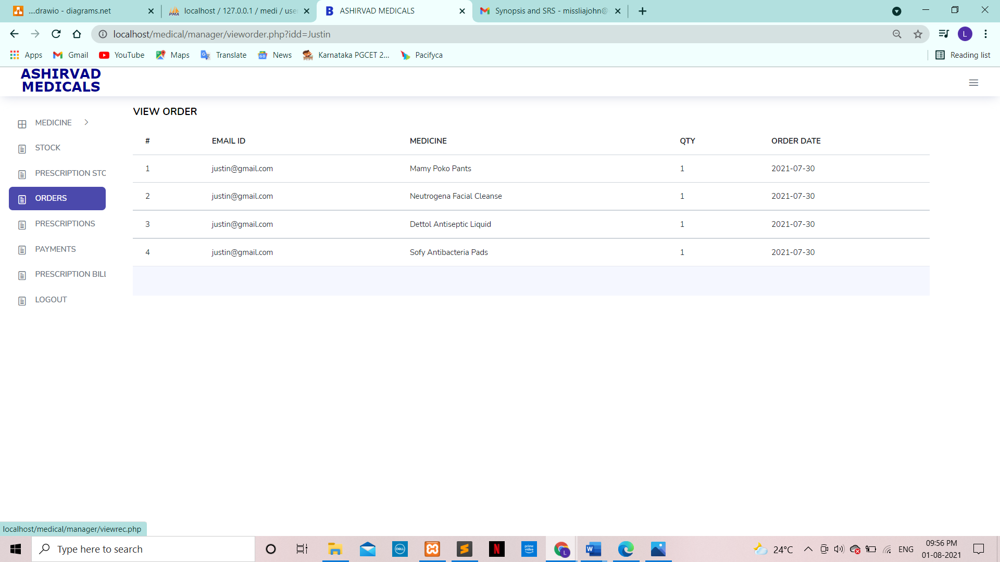 ....drawio - diagrams.net
localhost / 127.0.0.1 / medi / use
ASHIRVAD MEDICALS
Synopsis and SRS - missliajohn@
localhost/medical/manager/vieworder.php?idd=Justin
L
Apps
Gmail
YouTube
Maps
Translate
News
Karnataka PGCET 2...
Pacifyca
Reading list
ASHIRVAD
MEDICALS
VIEW ORDER
MEDICINE
STOCK
PRESCRIPTION STO
ORDERS
PRESCRIPTIONS
PAYMENTS
PRESCRIPTION BILL
LOGOUT
# EMAIL ID MEDICINE QTY ORDER DATE
1 justin@gmail.com Mamy Poko Pants 1 2021-07-30
2 justin@gmail.com Neutrogena Facial Cleanse 1 2021-07-30
3 justin@gmail.com Dettol Antiseptic Liquid 1 2021-07-30
4 justin@gmail.com Sofy Antibacteria Pads 1 2021-07-30
localhost/medical/manager/viewrec.php
Type here to search
24°C
ENG
09:56 PM
01-08-2021